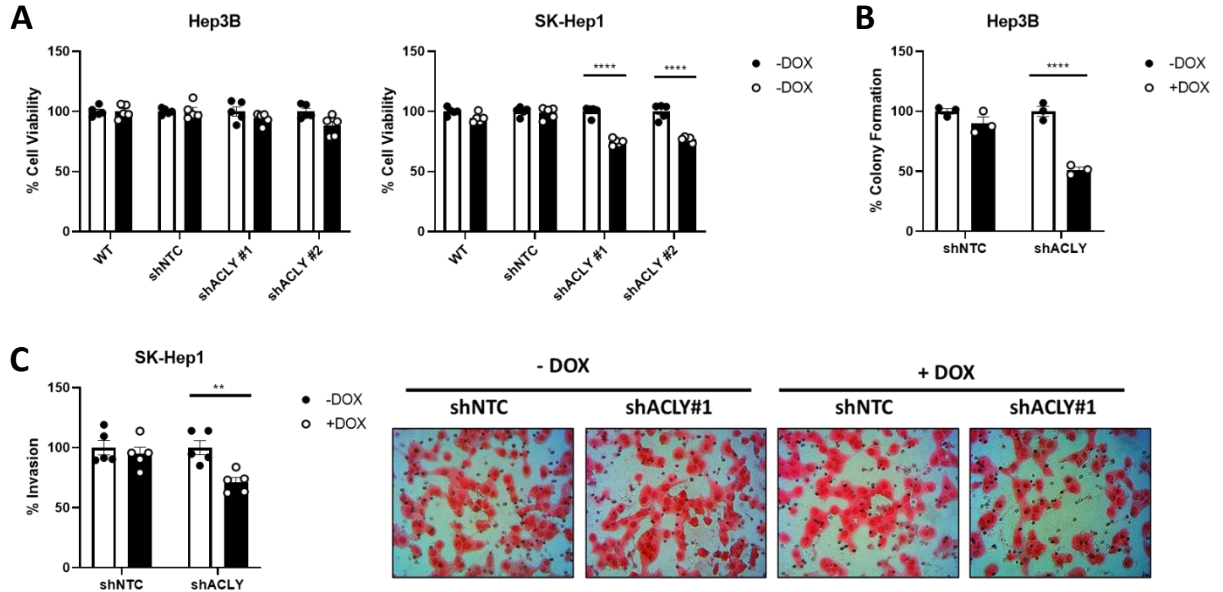 A
Hep3B
% Cell Viability
150
100
50
0
WT
shNTC
shACLY #1
shACLY #2
SK-Hep1
% Cell Viability
150
100
50
0
****
****
WT
shNTC
shACLY #1
shACLY #2
-DOX
-DOX
B
Hep3B
% Colony Formation
150
100
50
0
****
shNTC
shACLY
-DOX
+DOX
C
SK-Hep1
% Invasion
150
100
50
0
**
shNTC
shACLY
-DOX
+DOX
- DOX
+ DOX
shNTC
shACLY#1
shNTC
shACLY#1